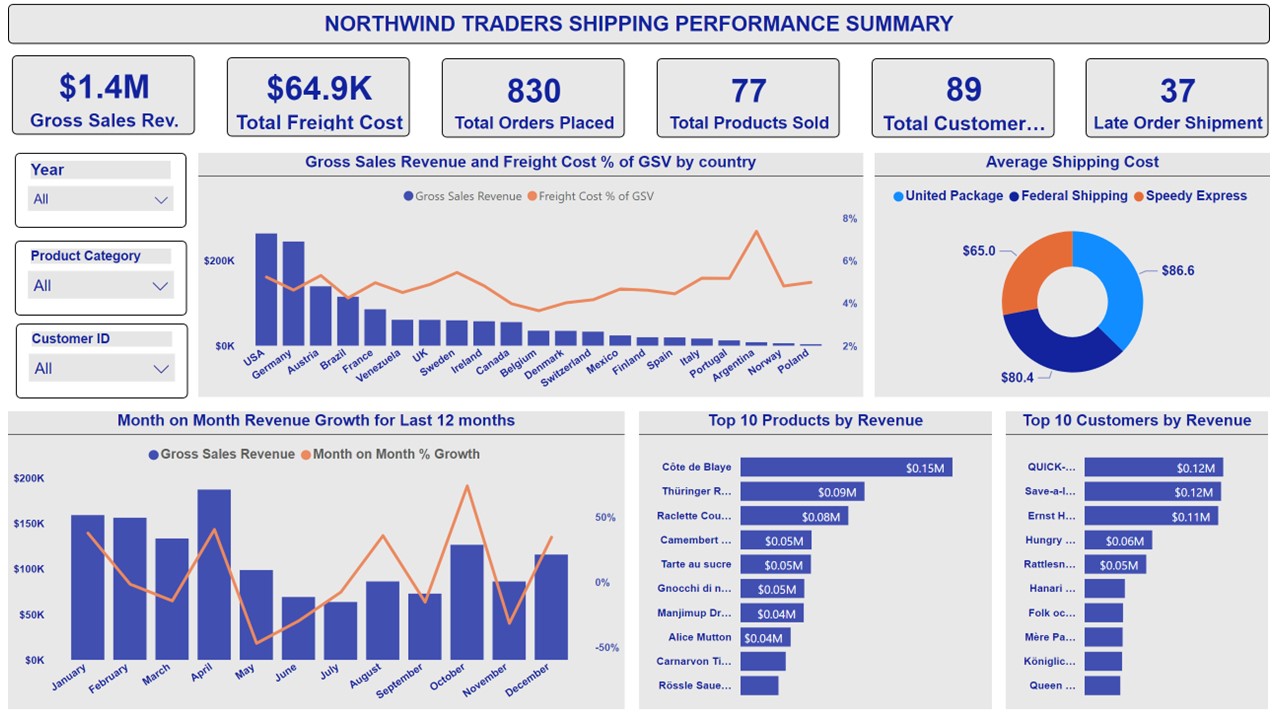 NORTHWIND TRADERS SHIPPING PERFORMANCE SUMMARY
$1.4M
Gross Sales Rev.
$64.9K
Total Freight Cost
830
Total Orders Placed
77
Total Products Sold
89
Total Customer...
37
Late Order Shipment
Year
All
Product Category
All
Customer ID
All
Gross Sales Revenue and Freight Cost % of GSV by country
Gross Sales Revenue Freight Cost % of GSV
$200K
$0K
8%
6%
4%
2%
USA
Germany
Austria
Brazil
France
Venezuela
UK
Sweden
Ireland
Canada
Belgium
Denmark
Switzerland
Mexico
Finland
Spain
Italy
Portugal
Argentina
Norway
Poland
Average Shipping Cost
United Package Federal Shipping Speedy Express
$65.0
$86.6
$80.4
Month on Month Revenue Growth for Last 12 months
Gross Sales Revenue Month on Month % Growth
$200K
$150K
$100K
$50K
$0K
50%
0%
-50%
January
February
March
April
May
June
July
August
September
October
November
December
Top 10 Products by Revenue
Côte de Blaye $0.15M
Thüringer R... $0.09M
Raclette Cou... $0.08M
Camembert ... $0.05M
Tarte au sucre $0.05M
Gnocchi di n... $0.05M
Manjimup Dr... $0.04M
Alice Mutton $0.04M
Carnarvon Ti...
Rössle Saue...
Top 10 Customers by Revenue
QUICK-... $0.12M
Save-a-l... $0.12M
Ernst H... $0.11M
Hungry ... $0.06M
Rattlesn... $0.05M
Hanari ...
Folk oc...
Mère Pa...
Königlic...
Queen ...